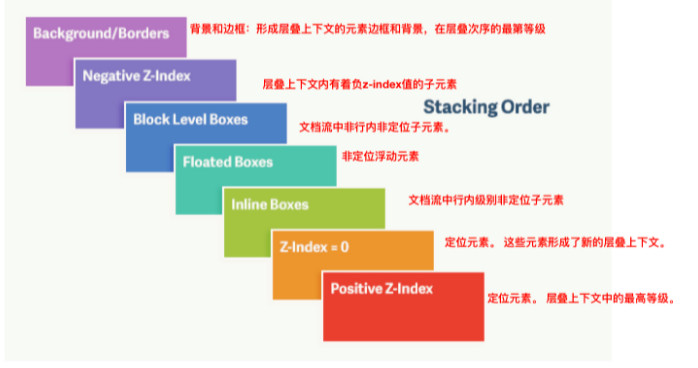 Background/Borders
背景和边框：形成层叠上下文的元素边框和背景，在层叠次序的最第等级
Negative Z-Index
层叠上下文内有着负z-index值的子元素
Stacking Order
Block Level Boxes
文档流中非行内非定位子元素。
Floated Boxes
非定位浮动元素
Inline Boxes
文档流中行内级别非定位子元素
Z-Index = 0
定位元素。 这些元素形成了新的层叠上下文。
Positive Z-Index
定位元素。 层叠上下文中的最高等级。